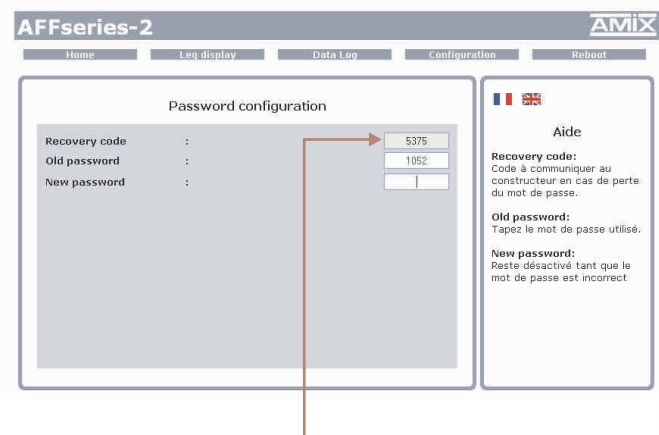 AFFseries-2
AMiX
Home Leq display Data Log Configuration Reboot
Password configuration
Recovery code : 5375
Old password : 1052
New password :
Aide
Recovery code:
Code à communiquer au
constructeur en cas de perte
du mot de passe.
Old password:
Tapez le mot de passe utilisé.
New password:
Reste désactivé tant que le
mot de passe est incorrect